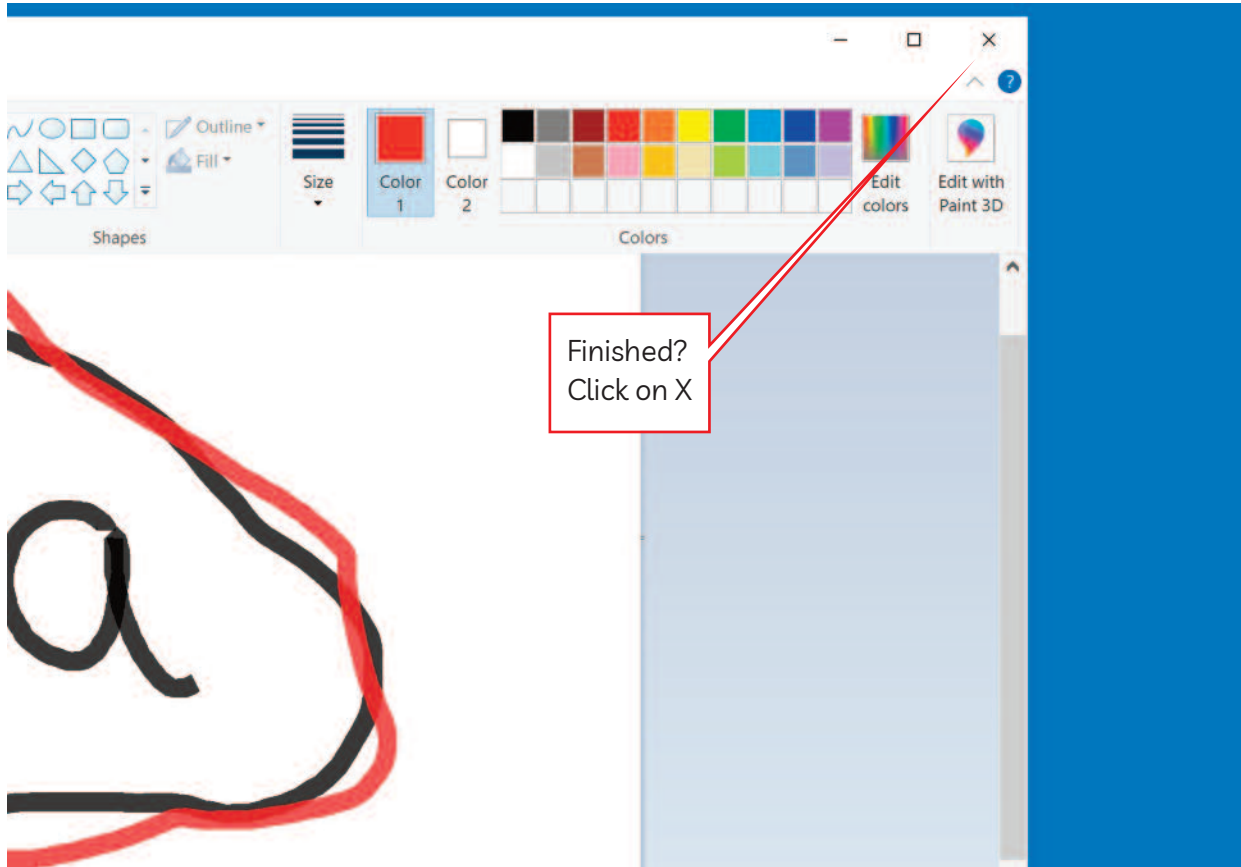 ?
Outline
Fill
Size
Color
1
Color
2
Edit
colors
Edit with
Paint 3D
Shapes
Colors
Finished?
Click on X
a